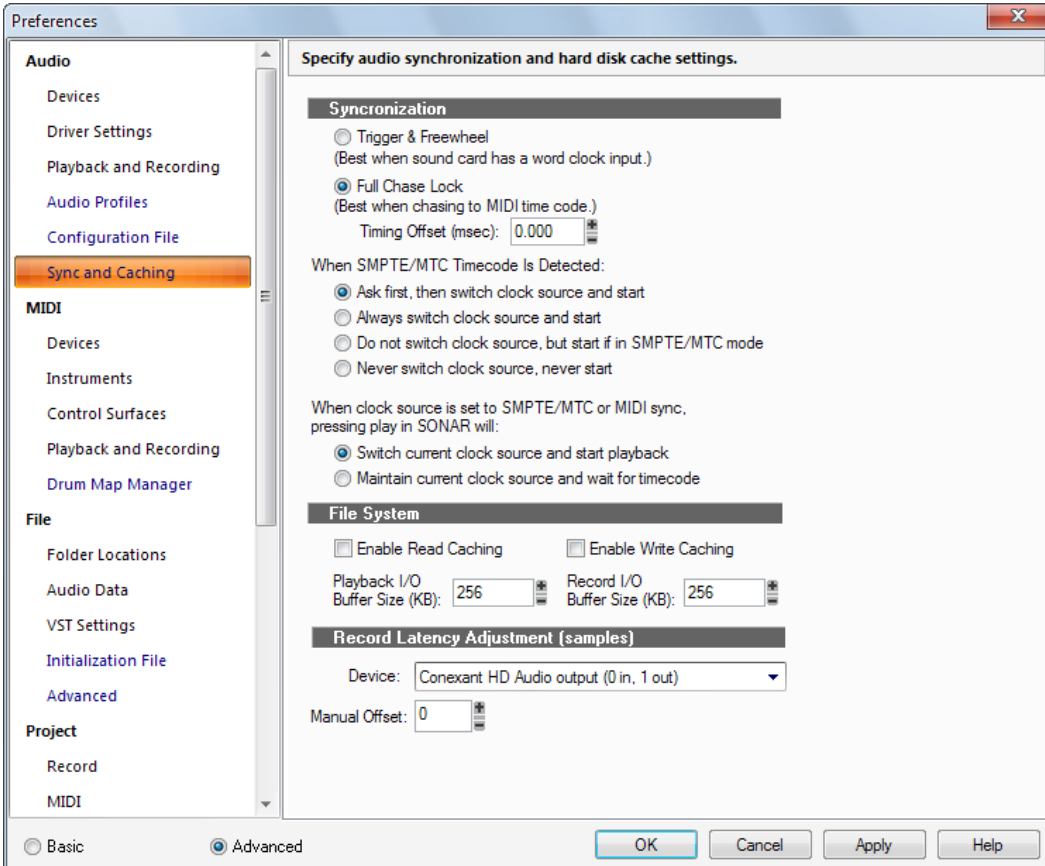 Preferences
X
Audio
Devices
Driver Settings
Playback and Recording
Audio Profiles
Configuration File
Sync and Caching
MIDI
Devices
Instruments
Control Surfaces
Playback and Recording
Drum Map Manager
File
Folder Locations
Audio Data
VST Settings
Initialization File
Advanced
Project
Record
MIDI
Basic
Advanced
Specify audio synchronization and hard disk cache settings.
Syncronization
Trigger & Freewheel
(Best when sound card has a word clock input.)
Full Chase Lock
(Best when chasing to MIDI time code.)
Timing Offset (msec): 0.000
When SMPTE/MTC Timecode Is Detected:
Ask first, then switch clock source and start
Always switch clock source and start
Do not switch clock source, but start if in SMPTE/MTC mode
Never switch clock source, never start
When clock source is set to SMPTE/MTC or MIDI sync,
pressing play in SONAR will:
Switch current clock source and start playback
Maintain current clock source and wait for timecode
File System
Enable Read Caching
Enable Write Caching
Playback I/O
Buffer Size (KB): 256
Record I/O
Buffer Size (KB): 256
Record Latency Adjustment (samples)
Device: Conexant HD Audio output (0 in, 1 out)
Manual Offset: 0
OK
Cancel
Apply
Help